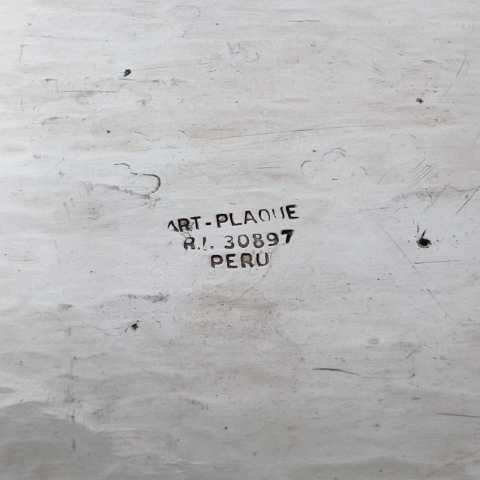 ART-PLAQUE
R.I. 30897
PERU